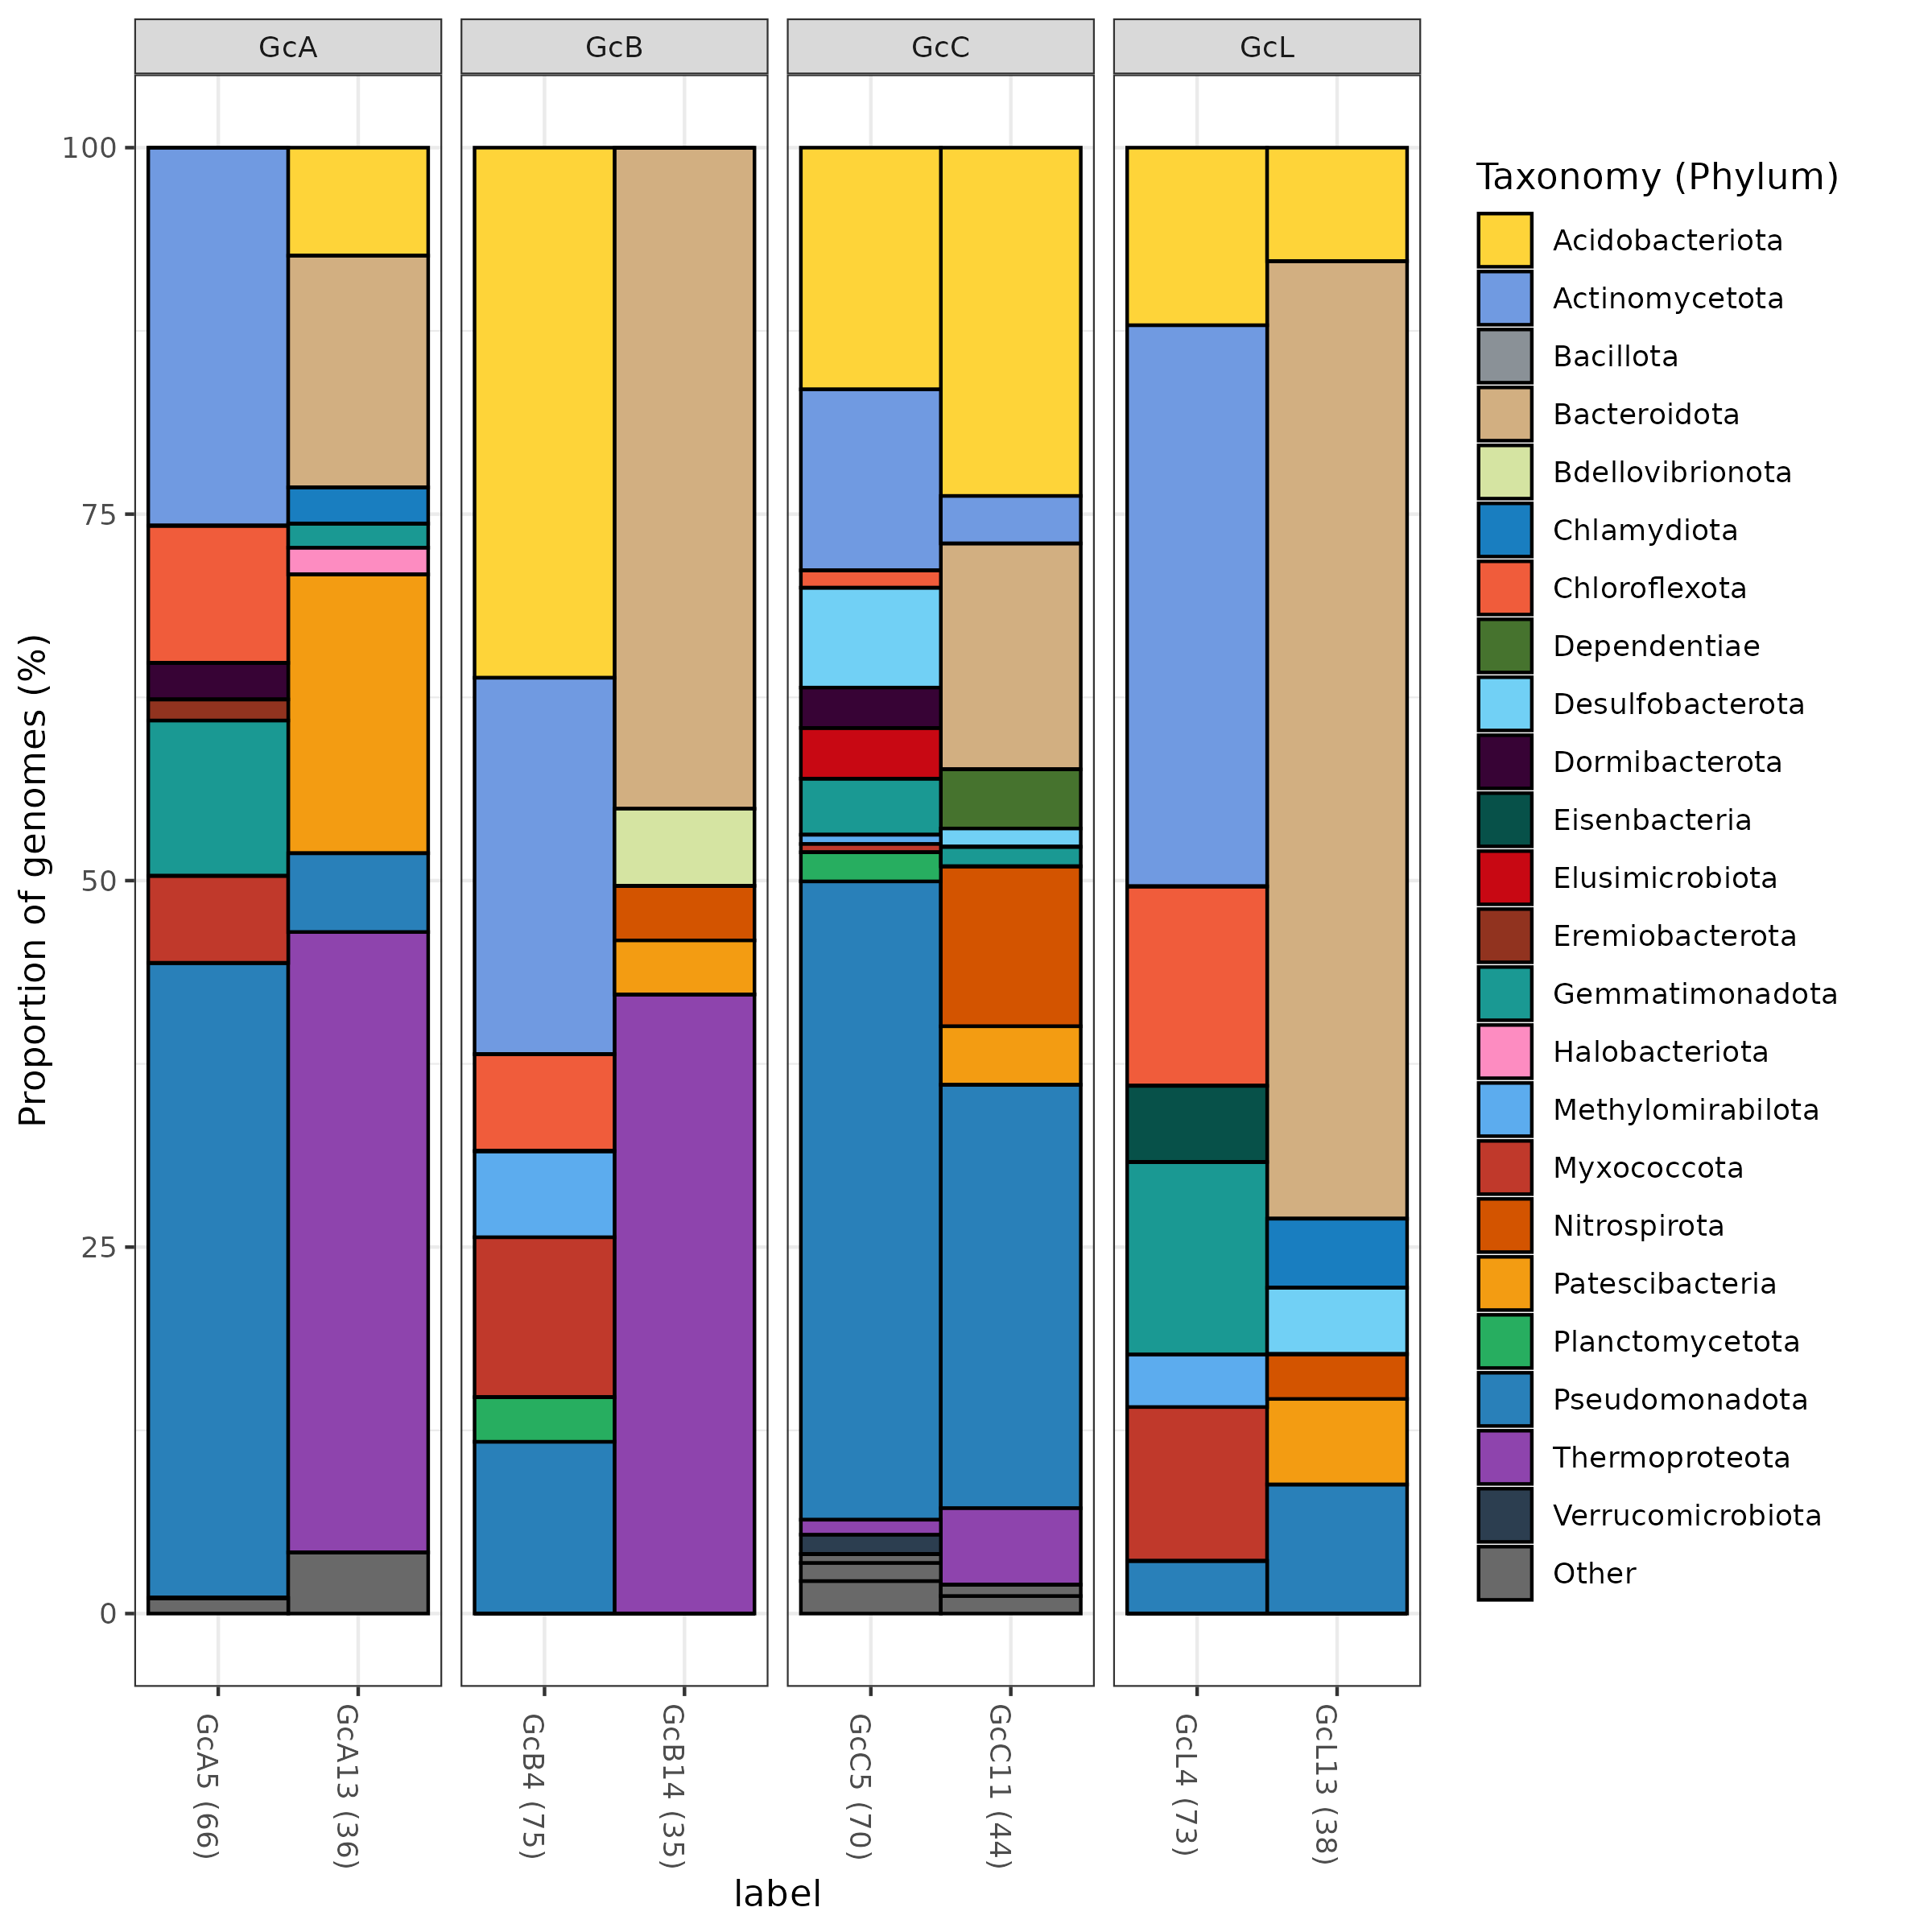 GcA
GcB
GcC
GcL
100
75
50
25
0
Proportion of genomes (%)
GcA5 (66)
GcA13 (36)
GcB4 (75)
GcB14 (35)
GcC5 (70)
GcC11 (44)
GcL4 (73)
GcL13 (38)
label
Taxonomy (Phylum)
Acidobacteriota
Actinomycetota
Bacillota
Bacteroidota
Bdellovibrionota
Chlamydiota
Chloroflexota
Dependentiae
Desulfobacterota
Dormibacterota
Eisenbacteria
Elusimicrobiota
Eremiobacterota
Gemmatimonadota
Halobacteriota
Methylomirabilota
Myxococcota
Nitrospirota
Patescibacteria
Planctomycetota
Pseudomonadota
Thermoproteota
Verrucomicrobiota
Other